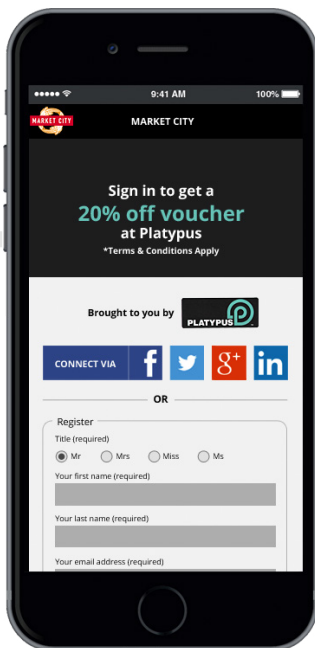 9:41 AM
100%
MARKET CITY
MARKET CITY
Sign in to get a
20% off voucher
at Platypus
*Terms & Conditions Apply
Brought to you by
PLATYPUS
CONNECT VIA
f
g+
in
OR
Register
Title (required)
Mr Mrs Miss Ms
Your first name (required)
Your last name (required)
Your email address (required)